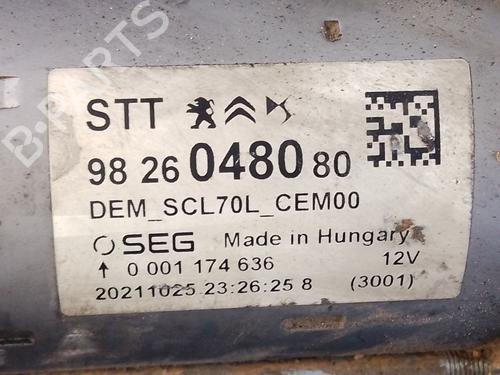 B-PARTS
STT
98 26 0480 80
DEM_SCL70L_CEM00
SEG Made in Hungary
↑ 0 001 174 636 12V
20211025 23:26:25 8 (3001)